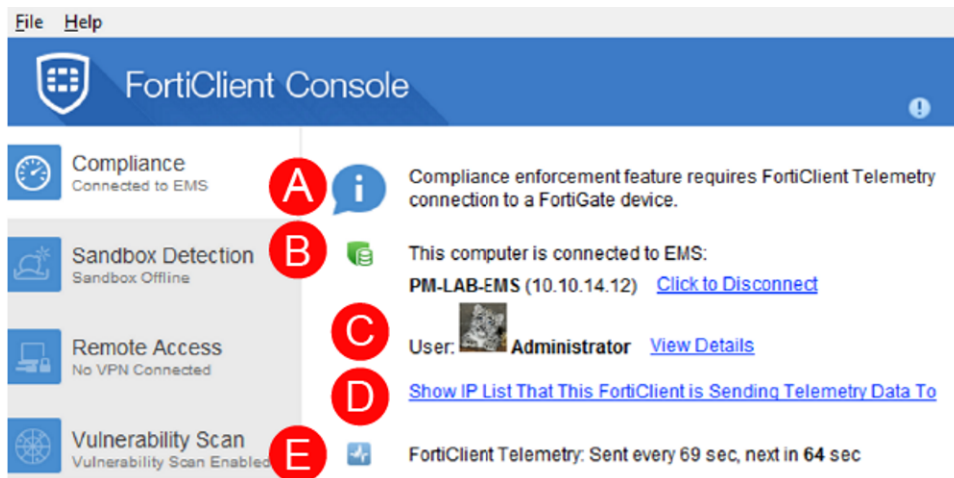 File Help
FortiClient Console
Compliance
Connected to EMS
Sandbox Detection
Sandbox Offline
Remote Access
No VPN Connected
Vulnerability Scan
Vulnerability Scan Enabled
A
Compliance enforcement feature requires FortiClient Telemetry
connection to a FortiGate device.
B
This computer is connected to EMS:
PM-LAB-EMS (10.10.14.12) Click to Disconnect
C
User: Administrator View Details
D
Show IP List That This FortiClient is Sending Telemetry Data To
E
FortiClient Telemetry: Sent every 69 sec, next in 64 sec